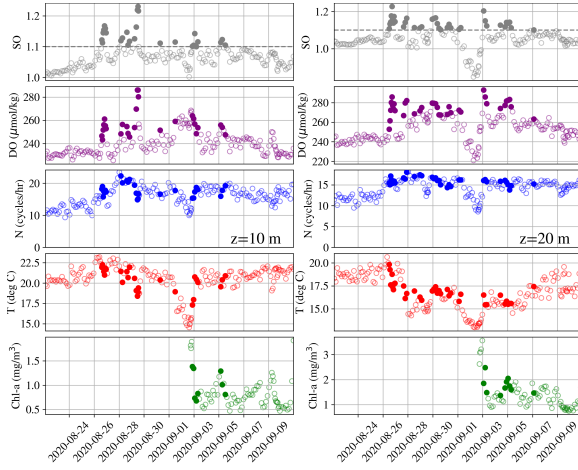 SO
1.2
1.1
1.0
SO
1.2
1.0
DO
(μmol/kg)
280
260
240
DO
(μmol/kg)
280
260
240
220
N
(cycles/hr)
20
10
0
z=10 m
N
(cycles/hr)
15
10
5
0
z=20 m
T
(deg C)
22.5
20.0
17.5
15.0
T
(deg C)
20.0
17.5
15.0
Chl-a
(mg/m³)
1.5
1.0
0.5
Chl-a
(mg/m³)
3
2
1
2020-08-24
2020-08-26
2020-08-28
2020-08-30
2020-09-01
2020-09-03
2020-09-05
2020-09-07
2020-09-09
2020-08-24
2020-08-26
2020-08-28
2020-08-30
2020-09-01
2020-09-03
2020-09-05
2020-09-07
2020-09-09